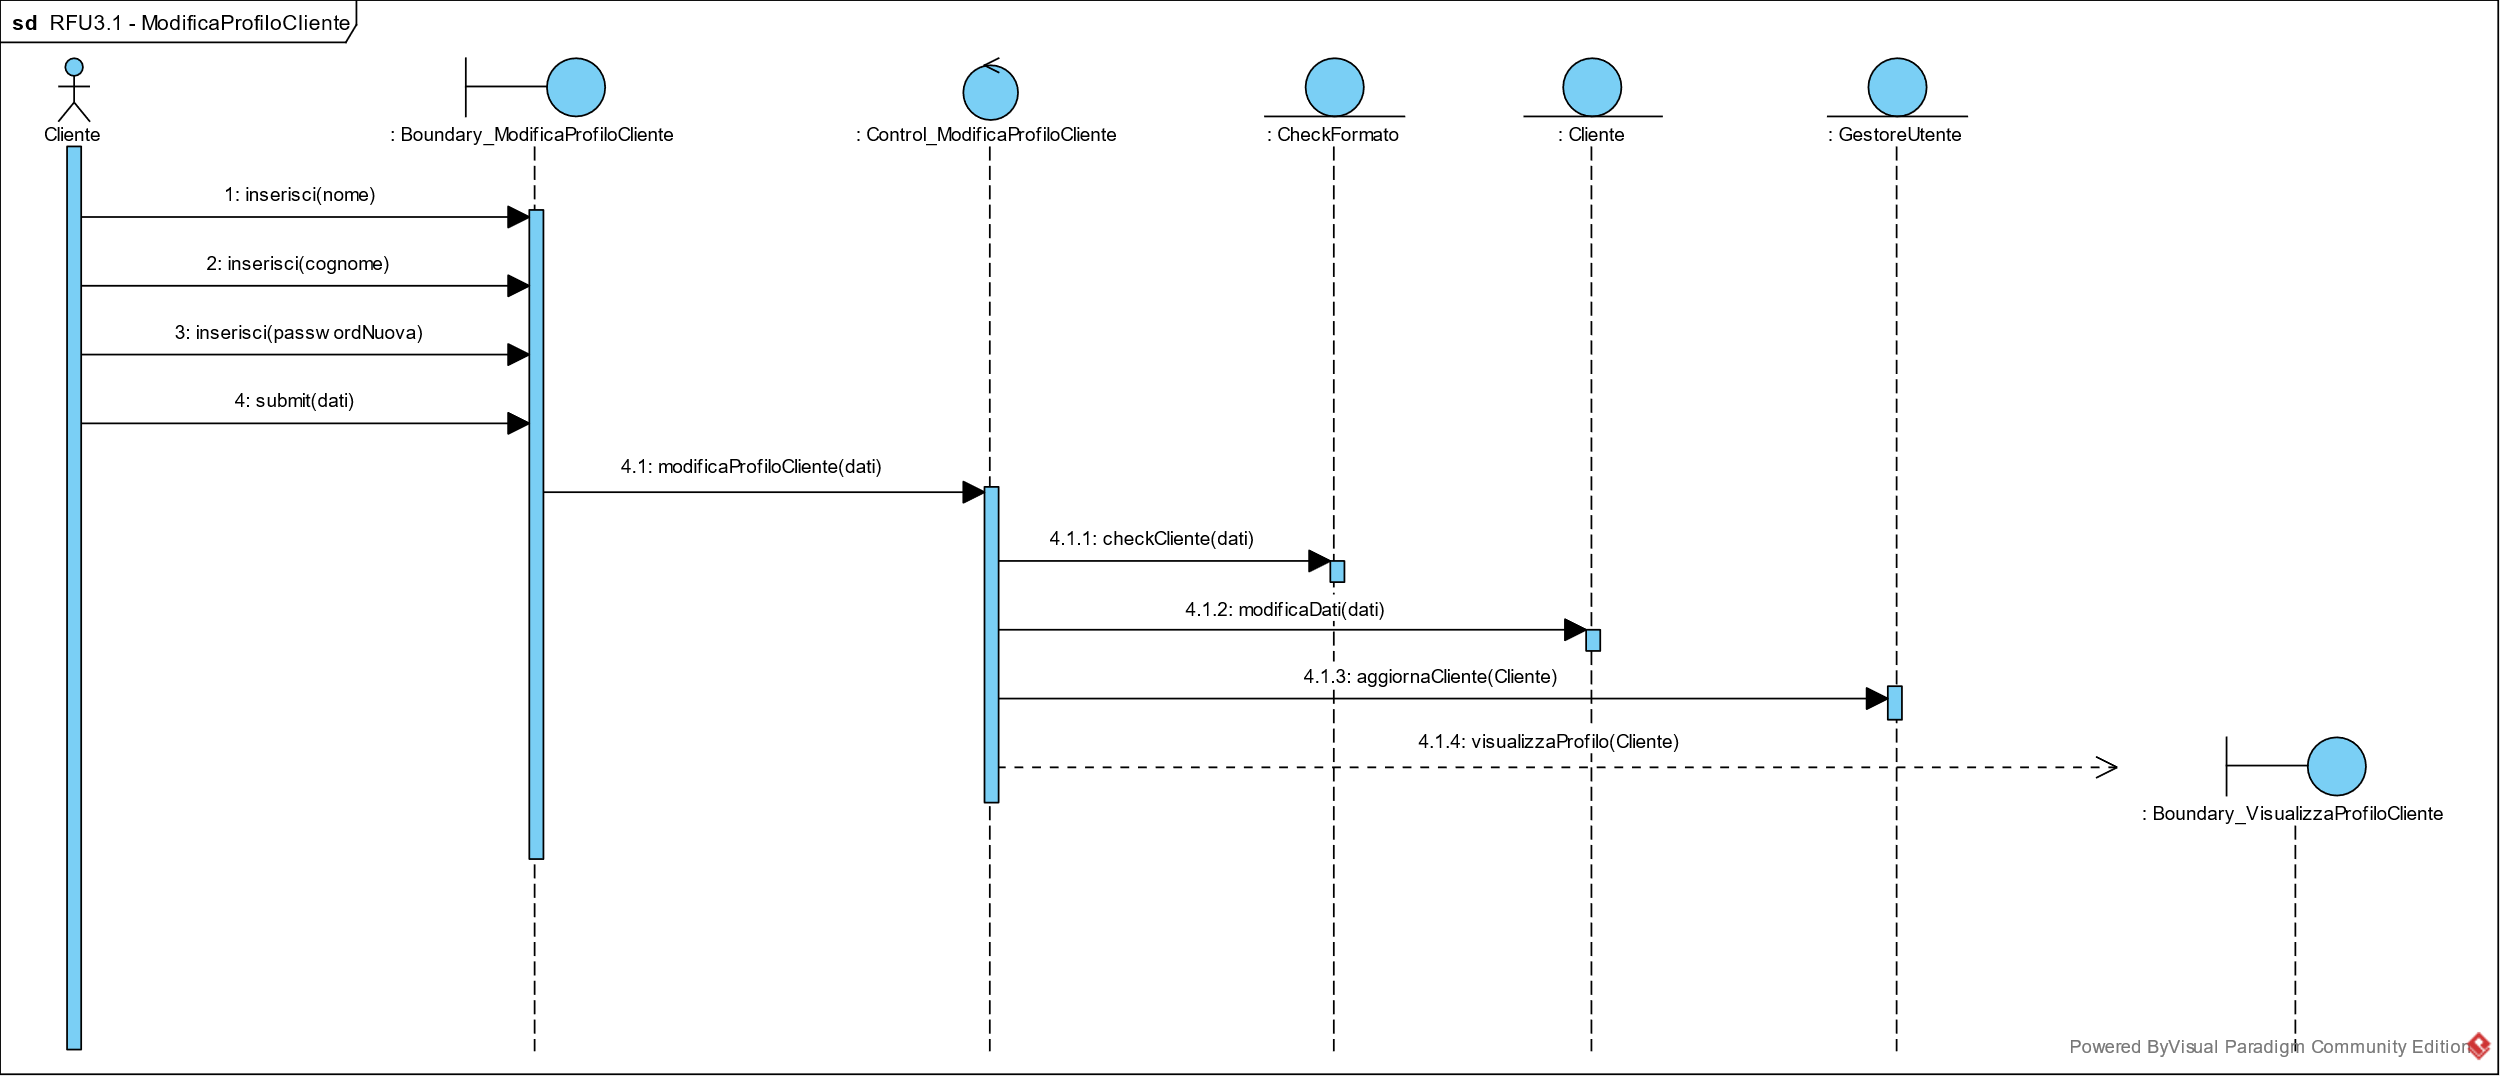 sd RFU3.1 - ModificaProfiloCliente
Cliente
: Boundary_ModificaProfiloCliente
: Control_ModificaProfiloCliente
: CheckFormato
: Cliente
: GestoreUtente
1: inserisci(nome)
2: inserisci(cognome)
3: inserisci(passwordNuova)
4: submit(dati)
4.1: modificaProfiloCliente(dati)
4.1.1: checkCliente(dati)
4.1.2: modificaDati(dati)
4.1.3: aggiornaCliente(Cliente)
4.1.4: visualizzaProfilo(Cliente)
: Boundary_VisualizzaProfiloCliente
Powered ByVisual Paradigm Community Edition